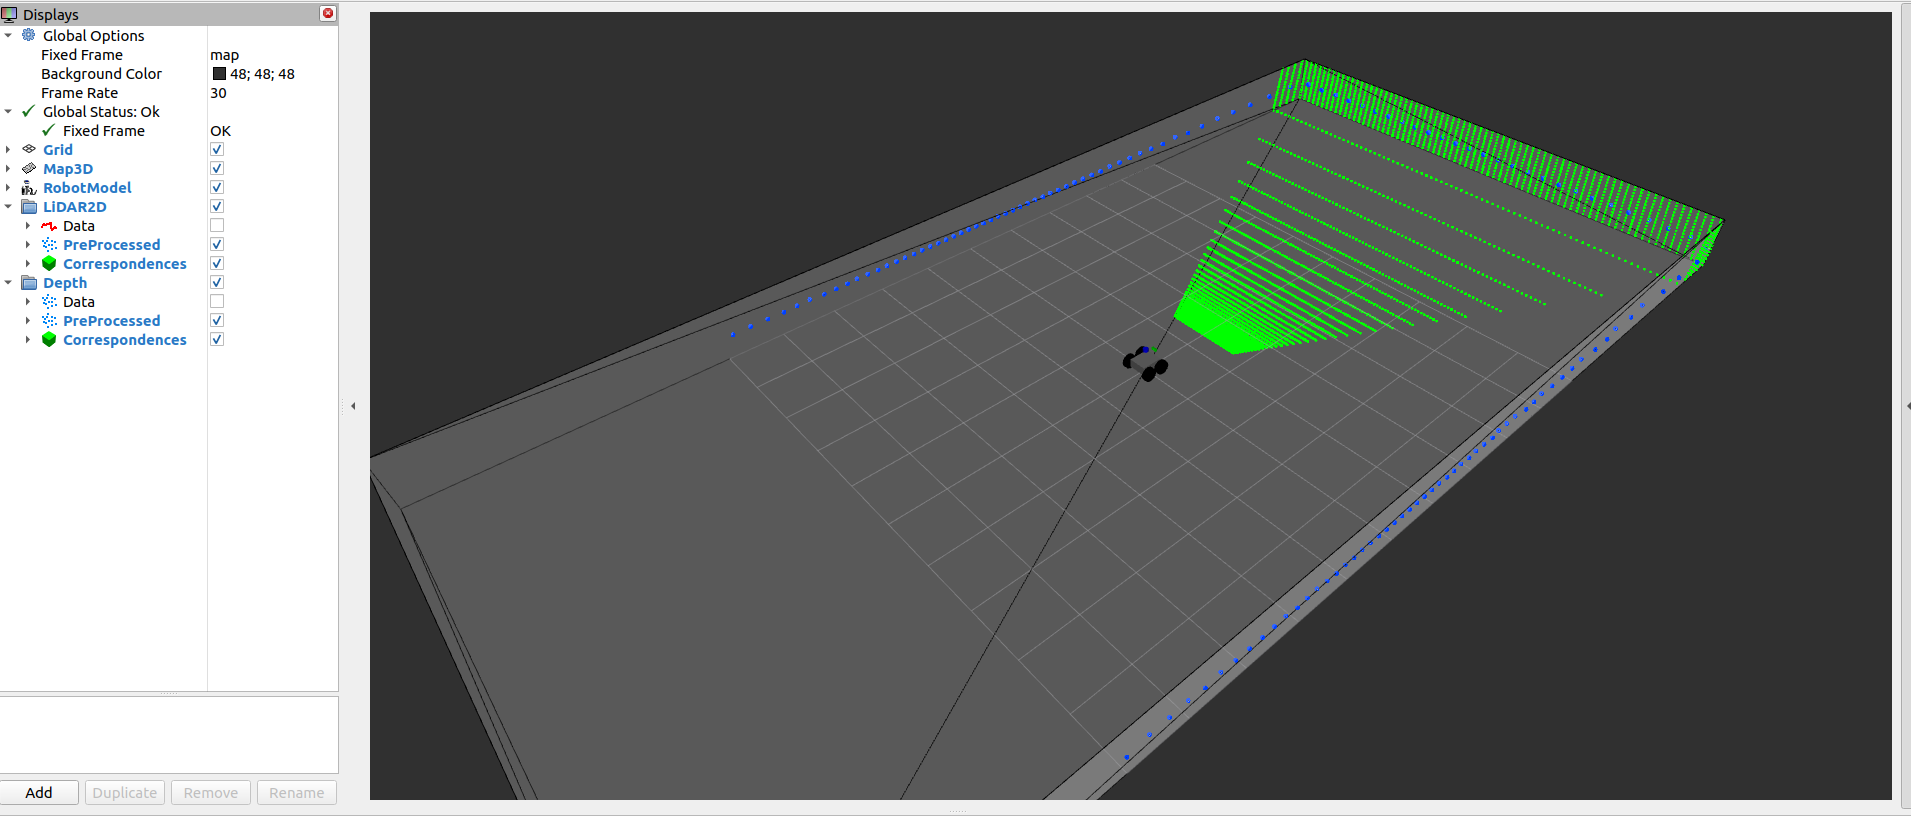 Displays
Global Options
Fixed Frame map
Background Color 48; 48; 48
Frame Rate 30
Global Status: Ok
Fixed Frame OK
Grid
Map3D
RobotModel
LiDAR2D
Data
PreProcessed
Correspondences
Depth
Data
PreProcessed
Correspondences
Add Duplicate Remove Rename